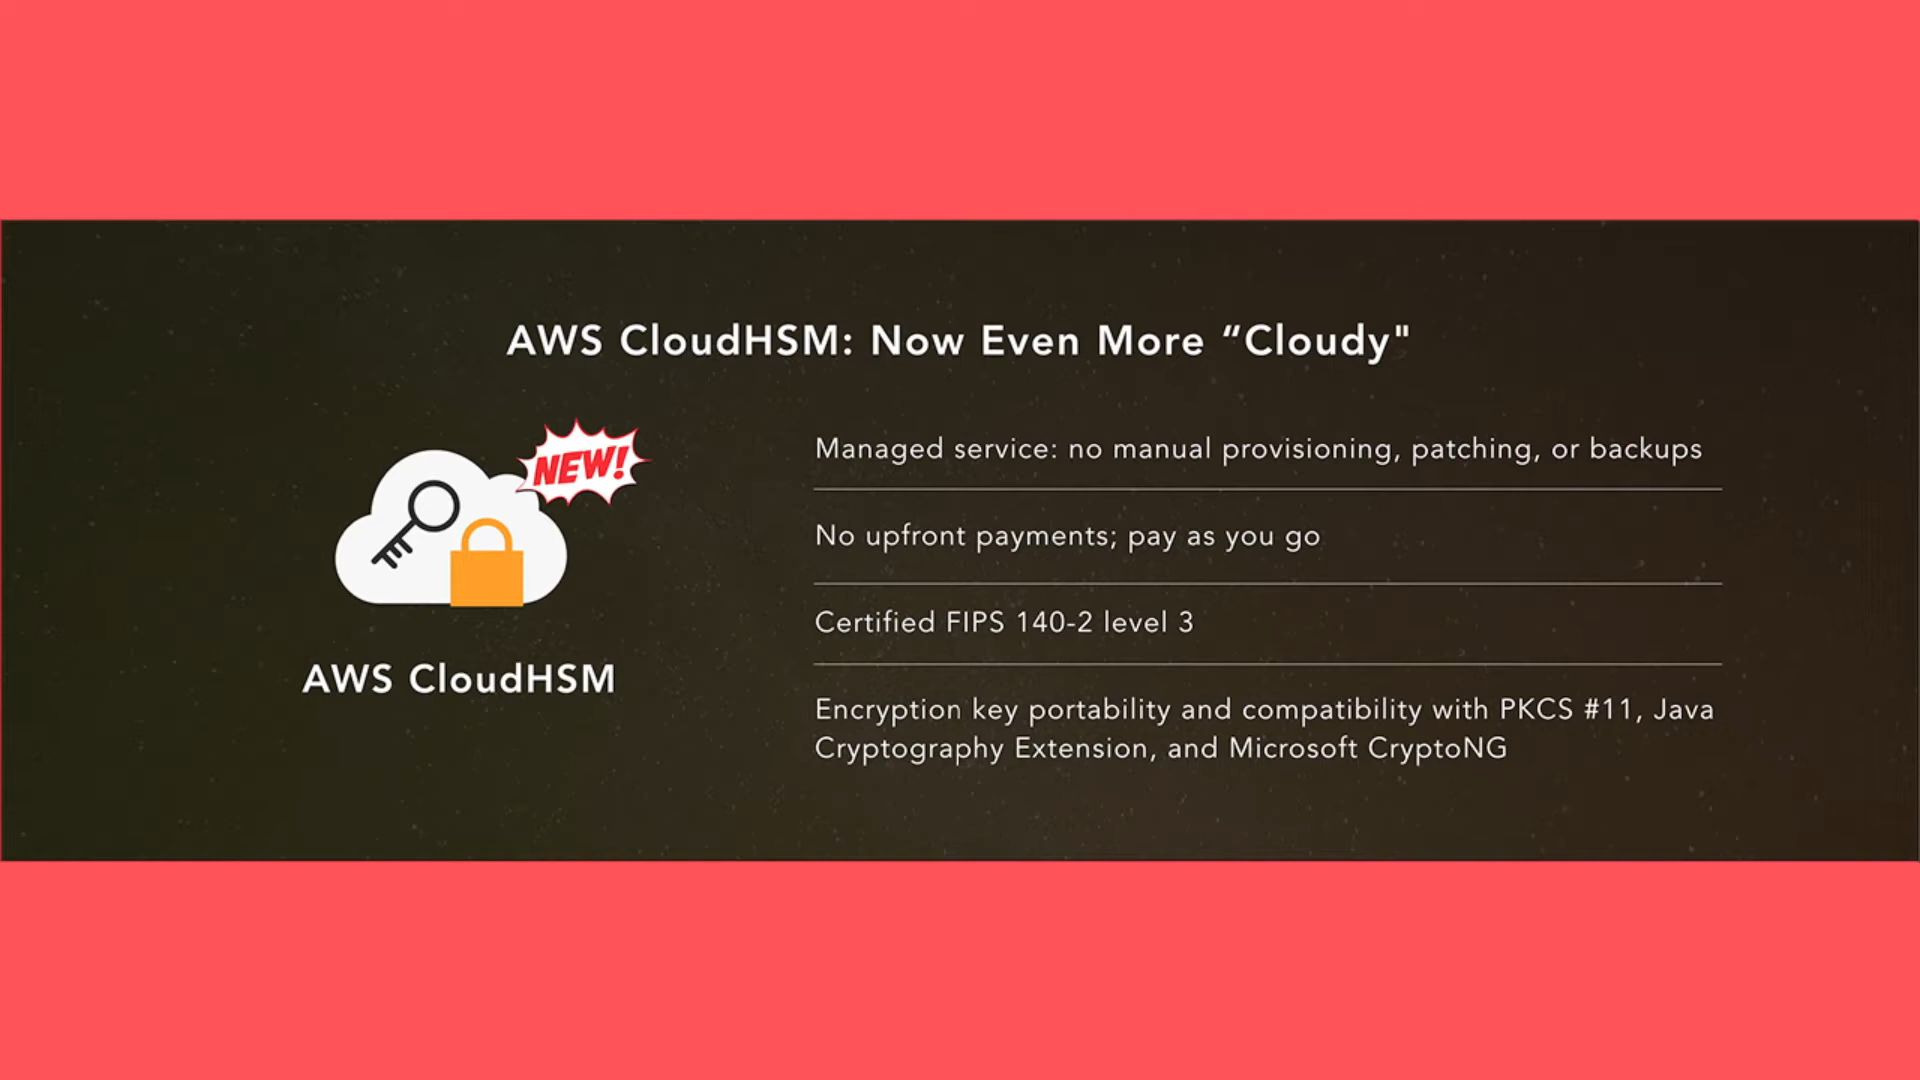 AWS CloudHSM: Now Even More “Cloudy"
NEW!
AWS CloudHSM
Managed service: no manual provisioning, patching, or backups
No upfront payments; pay as you go
Certified FIPS 140-2 level 3
Encryption key portability and compatibility with PKCS #11, Java
Cryptography Extension, and Microsoft CryptoNG